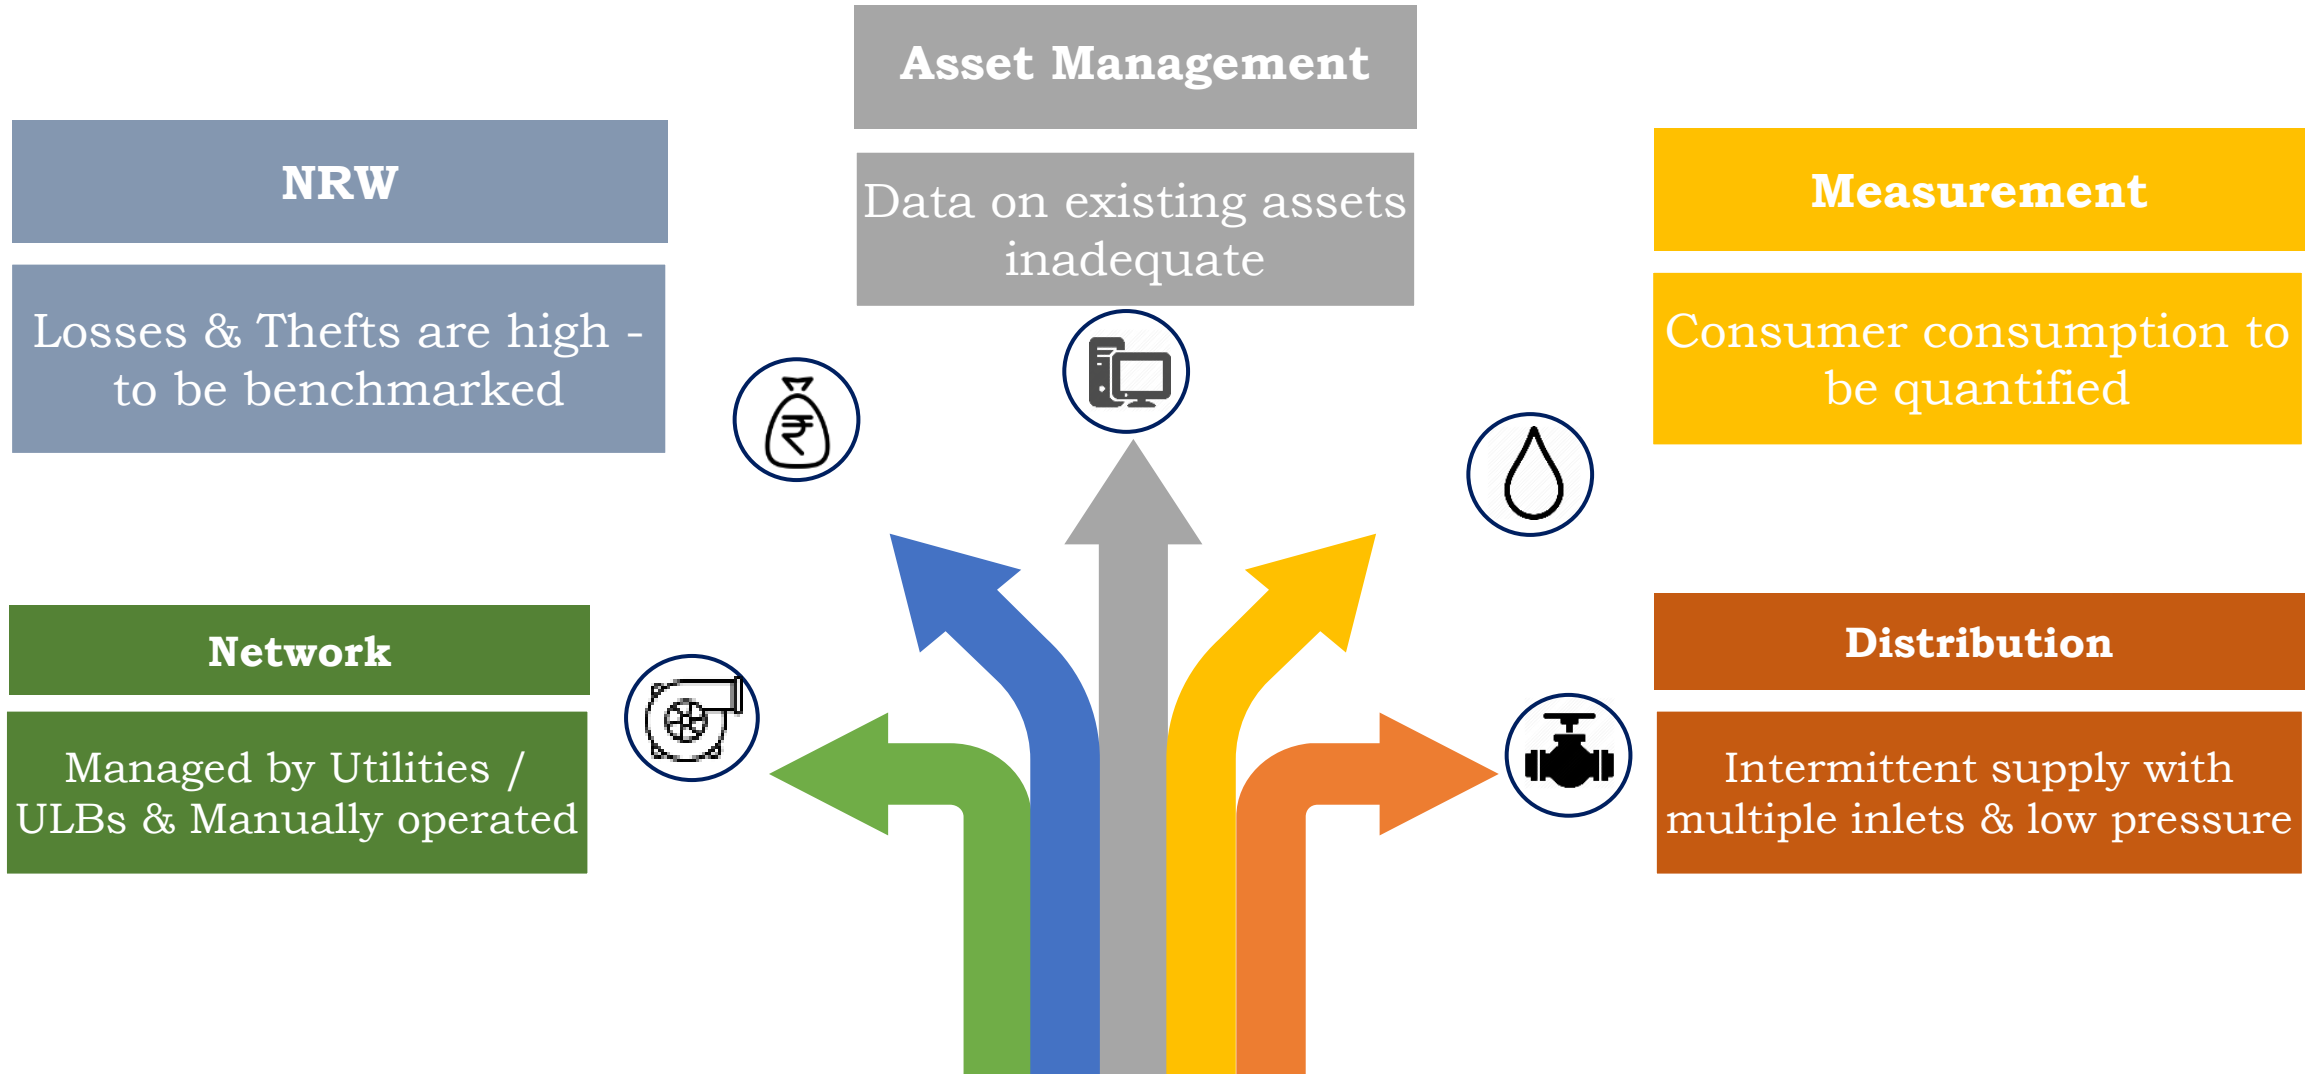 Asset Management
Data on existing assets
inadequate
NRW
Losses & Thefts are high -
to be benchmarked
Measurement
Consumer consumption to
be quantified
Network
Managed by Utilities /
ULBs & Manually operated
Distribution
Intermittent supply with
multiple inlets & low pressure
₹